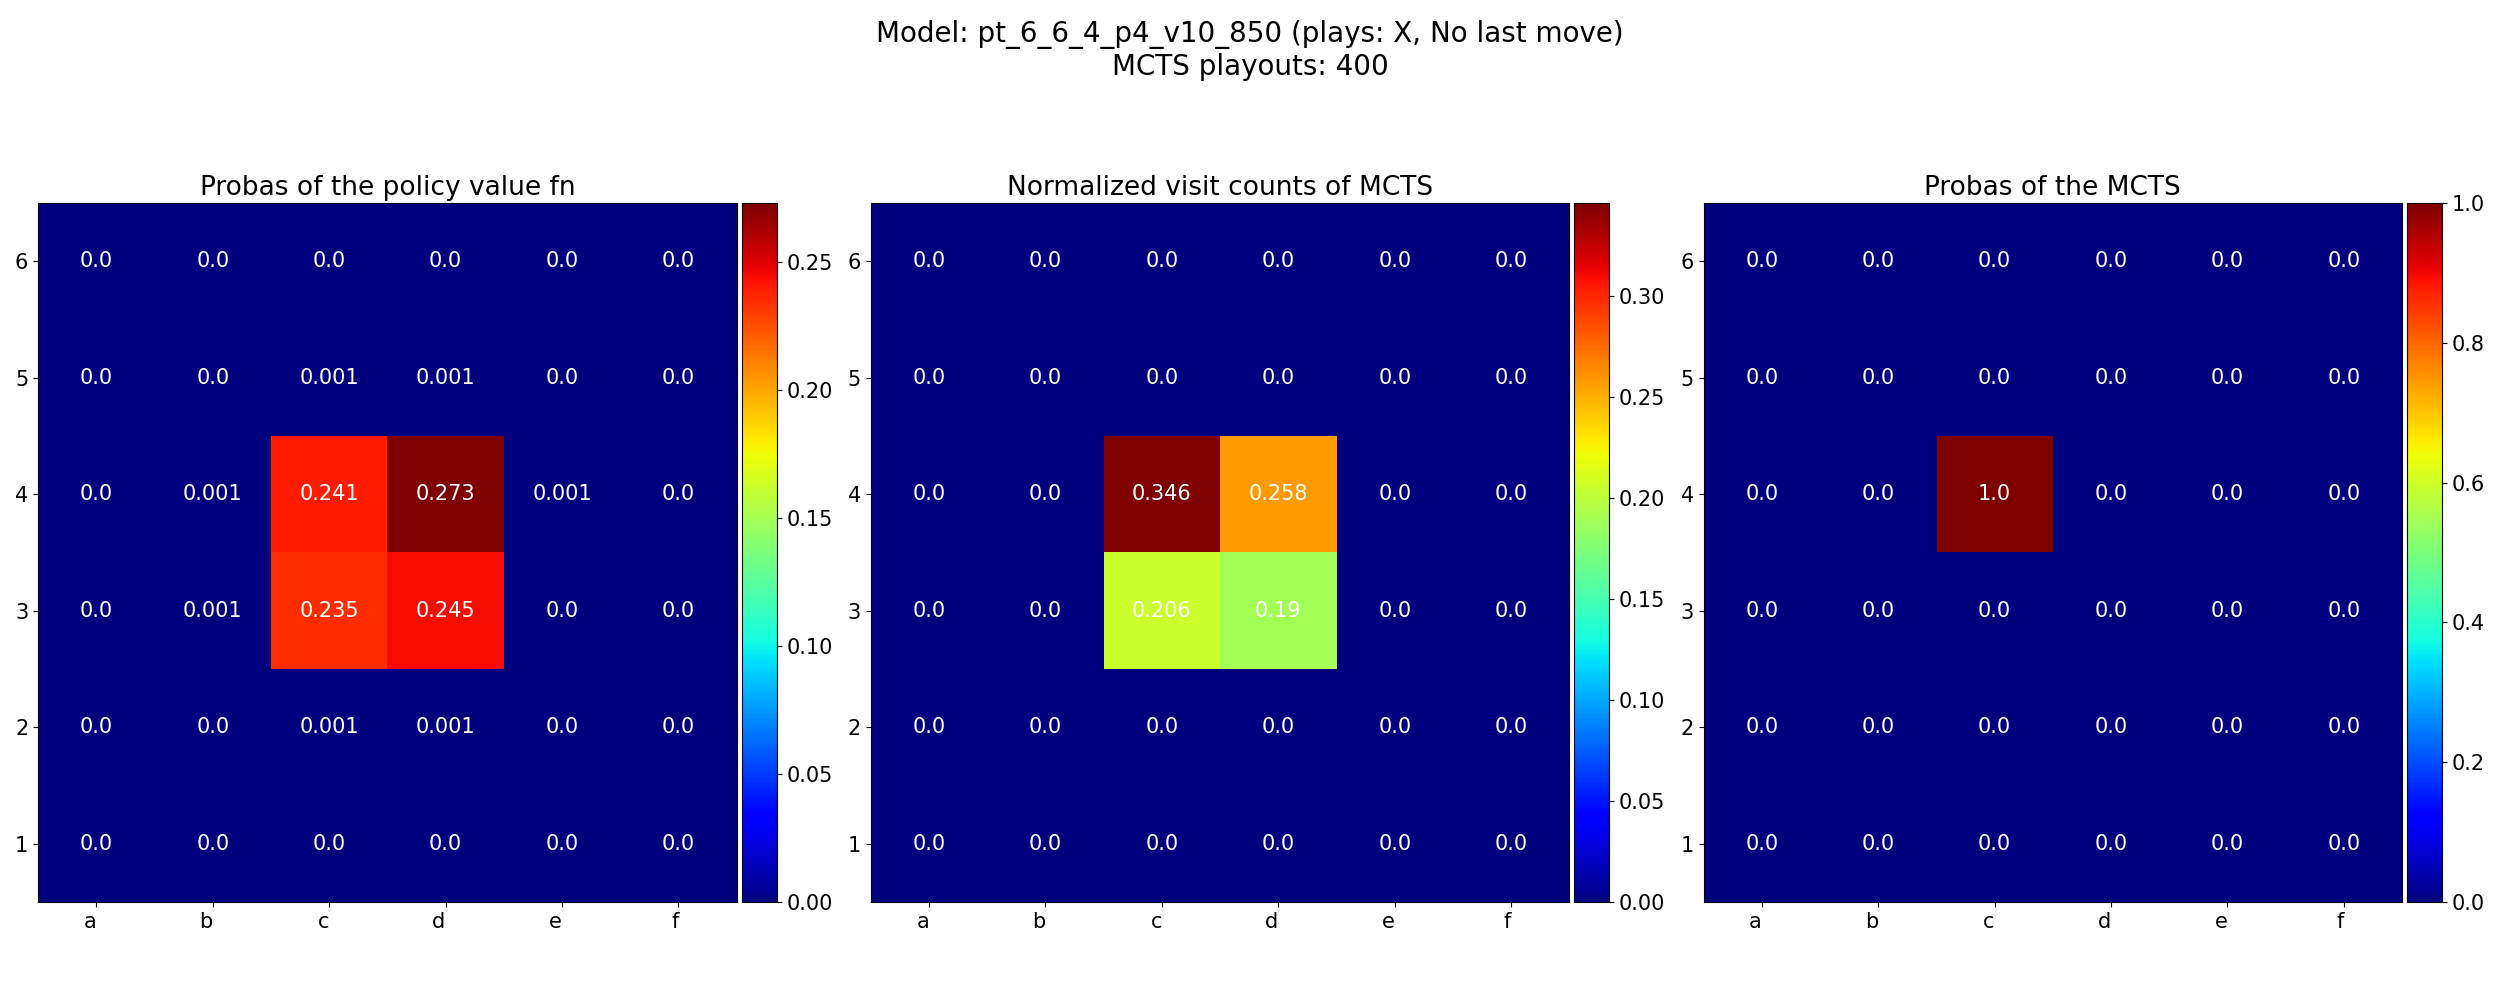 Model: pt_6_6_4_p4_v10_850 (plays: X, No last move)
MCTS playouts: 400
Probas of the policy value fn
6 0.0 0.0 0.0 0.0 0.0 0.0
5 0.0 0.0 0.001 0.001 0.0 0.0
4 0.0 0.001 0.241 0.273 0.001 0.0
3 0.0 0.001 0.235 0.245 0.0 0.0
2 0.0 0.0 0.001 0.001 0.0 0.0
1 0.0 0.0 0.0 0.0 0.0 0.0
a b c d e f
0.25
0.20
0.15
0.10
0.05
0.00
Normalized visit counts of MCTS
6 0.0 0.0 0.0 0.0 0.0 0.0
5 0.0 0.0 0.0 0.0 0.0 0.0
4 0.0 0.0 0.346 0.258 0.0 0.0
3 0.0 0.0 0.206 0.19 0.0 0.0
2 0.0 0.0 0.0 0.0 0.0 0.0
1 0.0 0.0 0.0 0.0 0.0 0.0
a b c d e f
0.30
0.25
0.20
0.15
0.10
0.05
0.00
Probas of the MCTS
6 0.0 0.0 0.0 0.0 0.0 0.0
5 0.0 0.0 0.0 0.0 0.0 0.0
4 0.0 0.0 1.0 0.0 0.0 0.0
3 0.0 0.0 0.0 0.0 0.0 0.0
2 0.0 0.0 0.0 0.0 0.0 0.0
1 0.0 0.0 0.0 0.0 0.0 0.0
a b c d e f
1.0
0.8
0.6
0.4
0.2
0.0